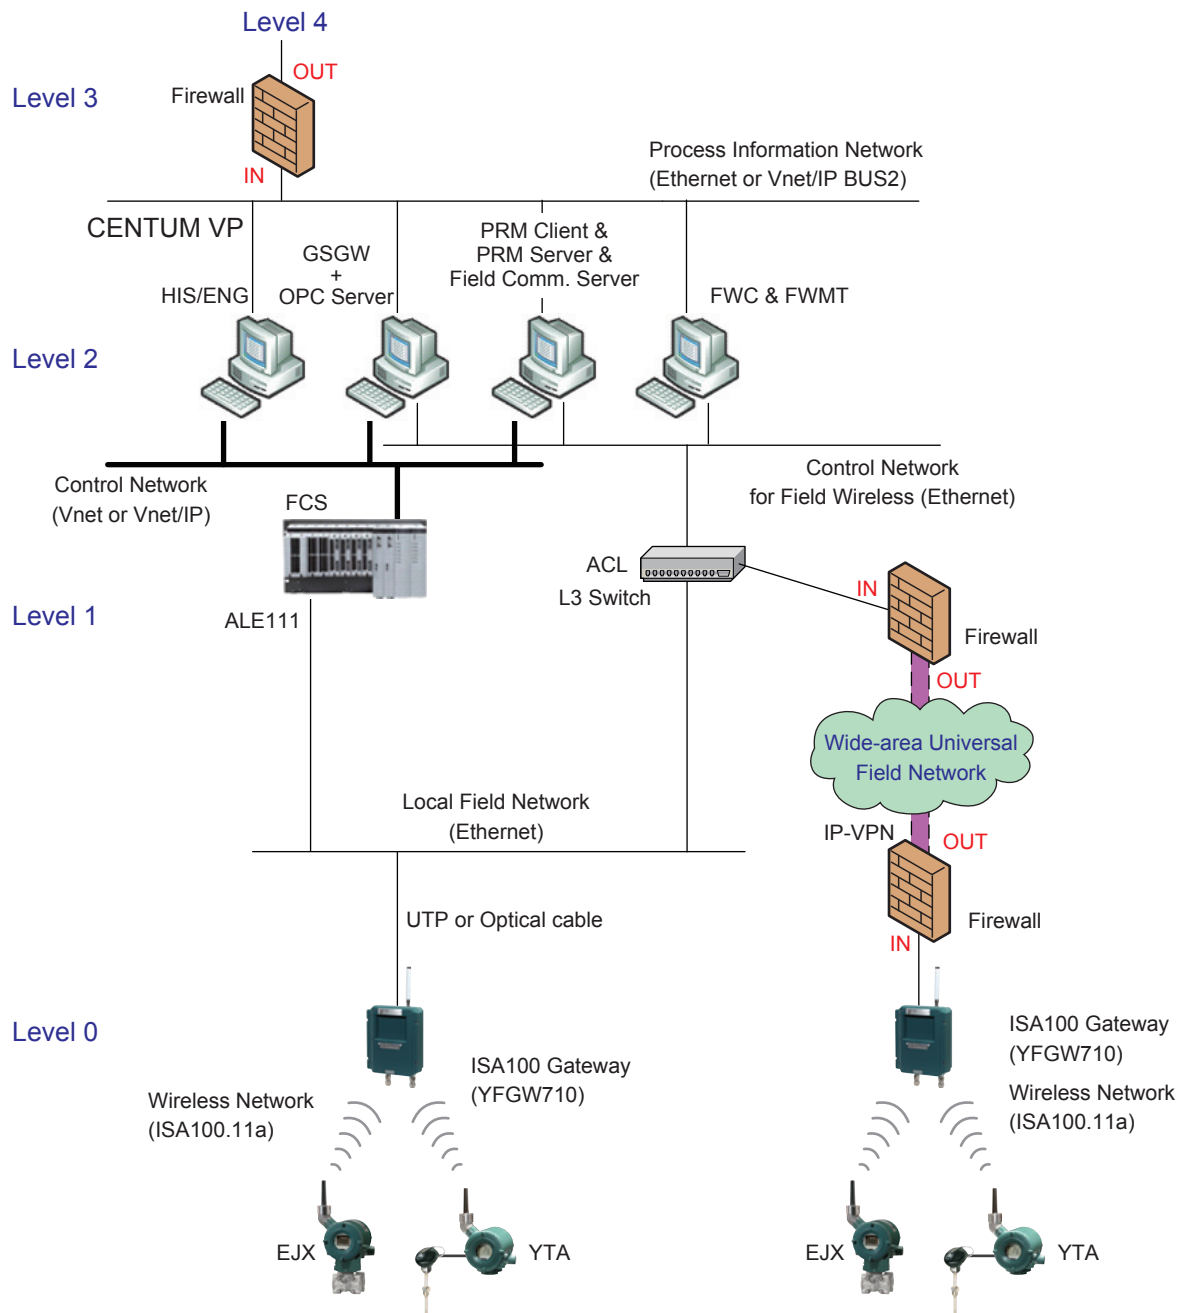 Level 4
OUT
Level 3
Firewall
IN
Process Information Network
(Ethernet or Vnet/IP BUS2)
CENTUM VP
HIS/ENG
GSGW
+
OPC Server
PRM Client &
PRM Server &
Field Comm. Server
FWC & FWMT
Level 2
Control Network
(Vnet or Vnet/IP)
FCS
Control Network
for Field Wireless (Ethernet)
ACL
L3 Switch
Level 1
ALE111
IN
Firewall
OUT
Wide-area Universal
Field Network
Local Field Network
(Ethernet)
IP-VPN
OUT
UTP or Optical cable
Firewall
IN
Level 0
ISA100 Gateway
(YFGW710)
Wireless Network
(ISA100.11a)
ISA100 Gateway
(YFGW710)
Wireless Network
(ISA100.11a)
EJX
YTA
EJX
YTA